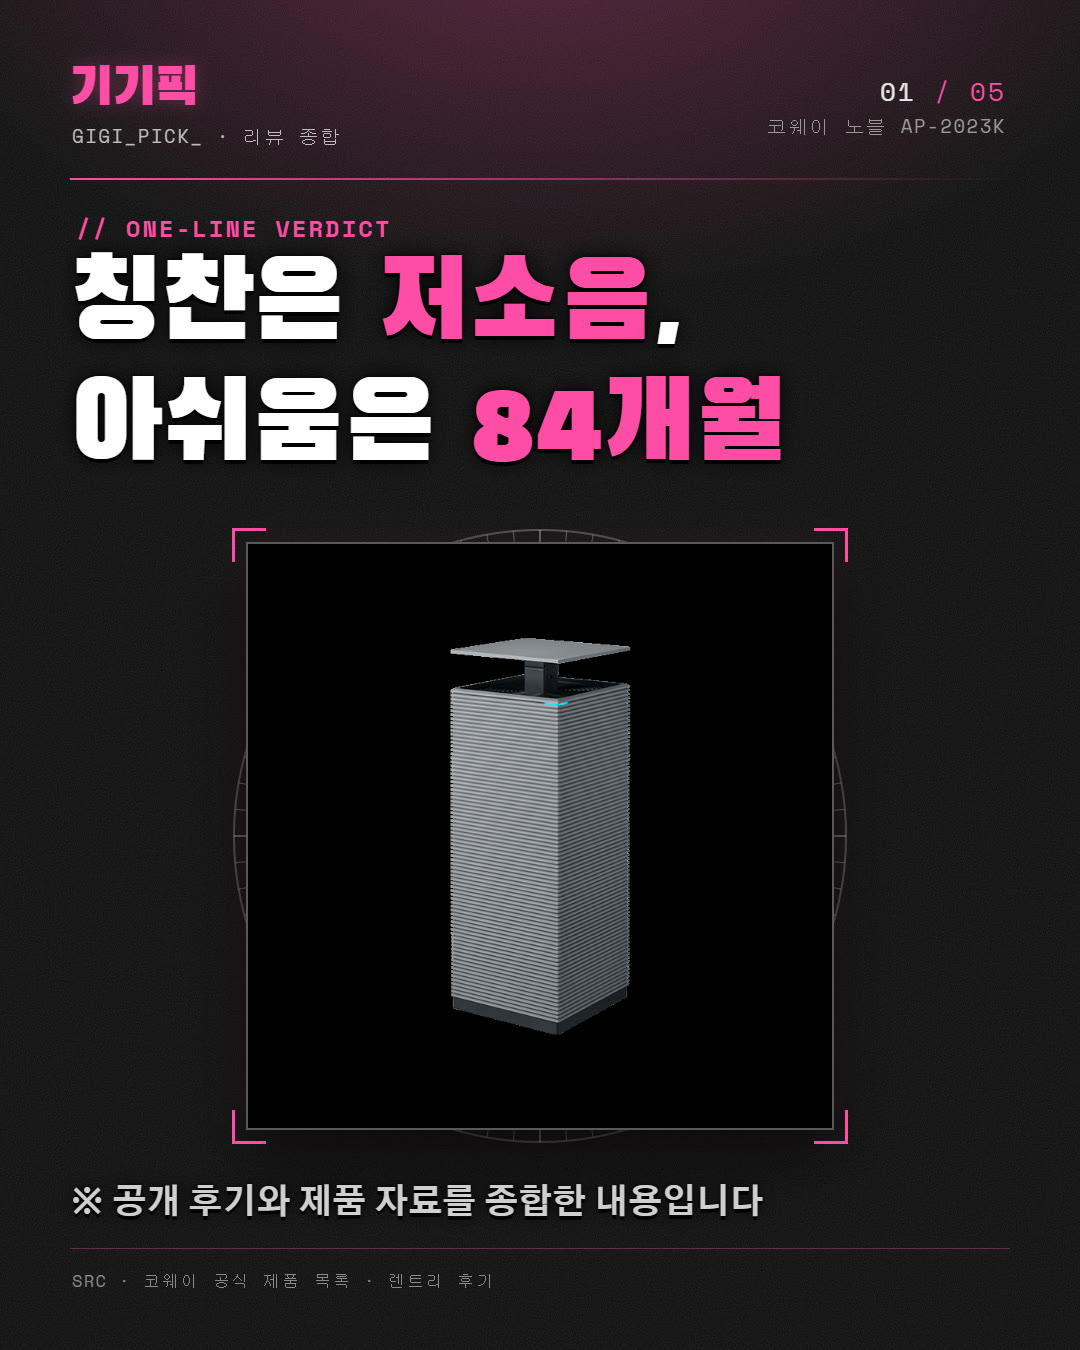 기기픽
01 / 05
GIGI_PICK_ · 리뷰 종합
코웨이 노블 AP-2023K
// ONE-LINE VERDICT
칭찬은 저소음,
아쉬움은 84개월
※ 공개 후기와 제품 자료를 종합한 내용입니다
SRC · 코웨이 공식 제품 목록 · 렌트리 후기